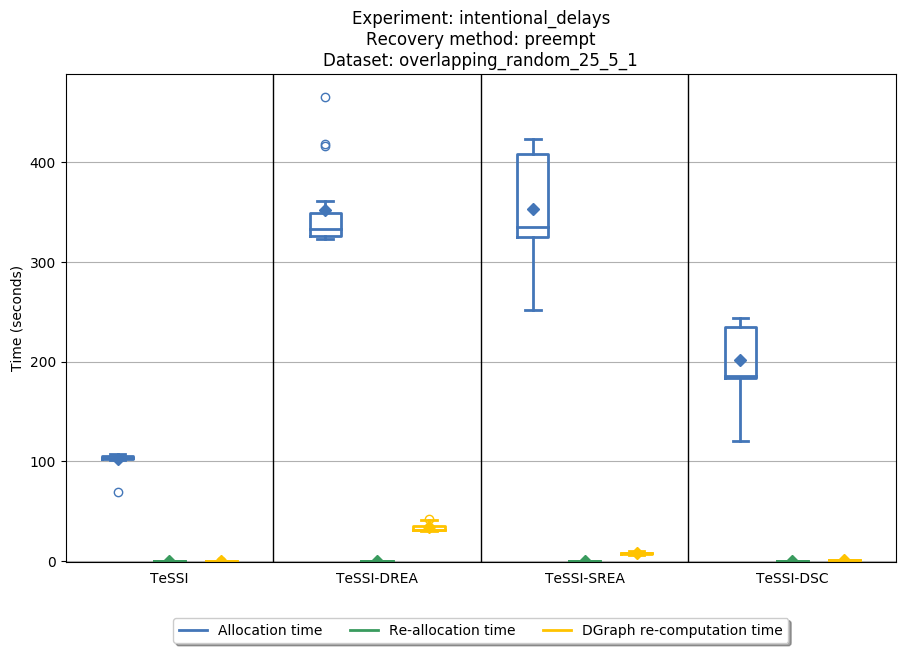 Experiment: intentional_delays
Recovery method: preempt
Dataset: overlapping_random_25_5_1
Time (seconds)
400
300
200
100
0
TeSSI
TeSSI-DREA
TeSSI-SREA
TeSSI-DSC
Allocation time
Re-allocation time
DGraph re-computation time